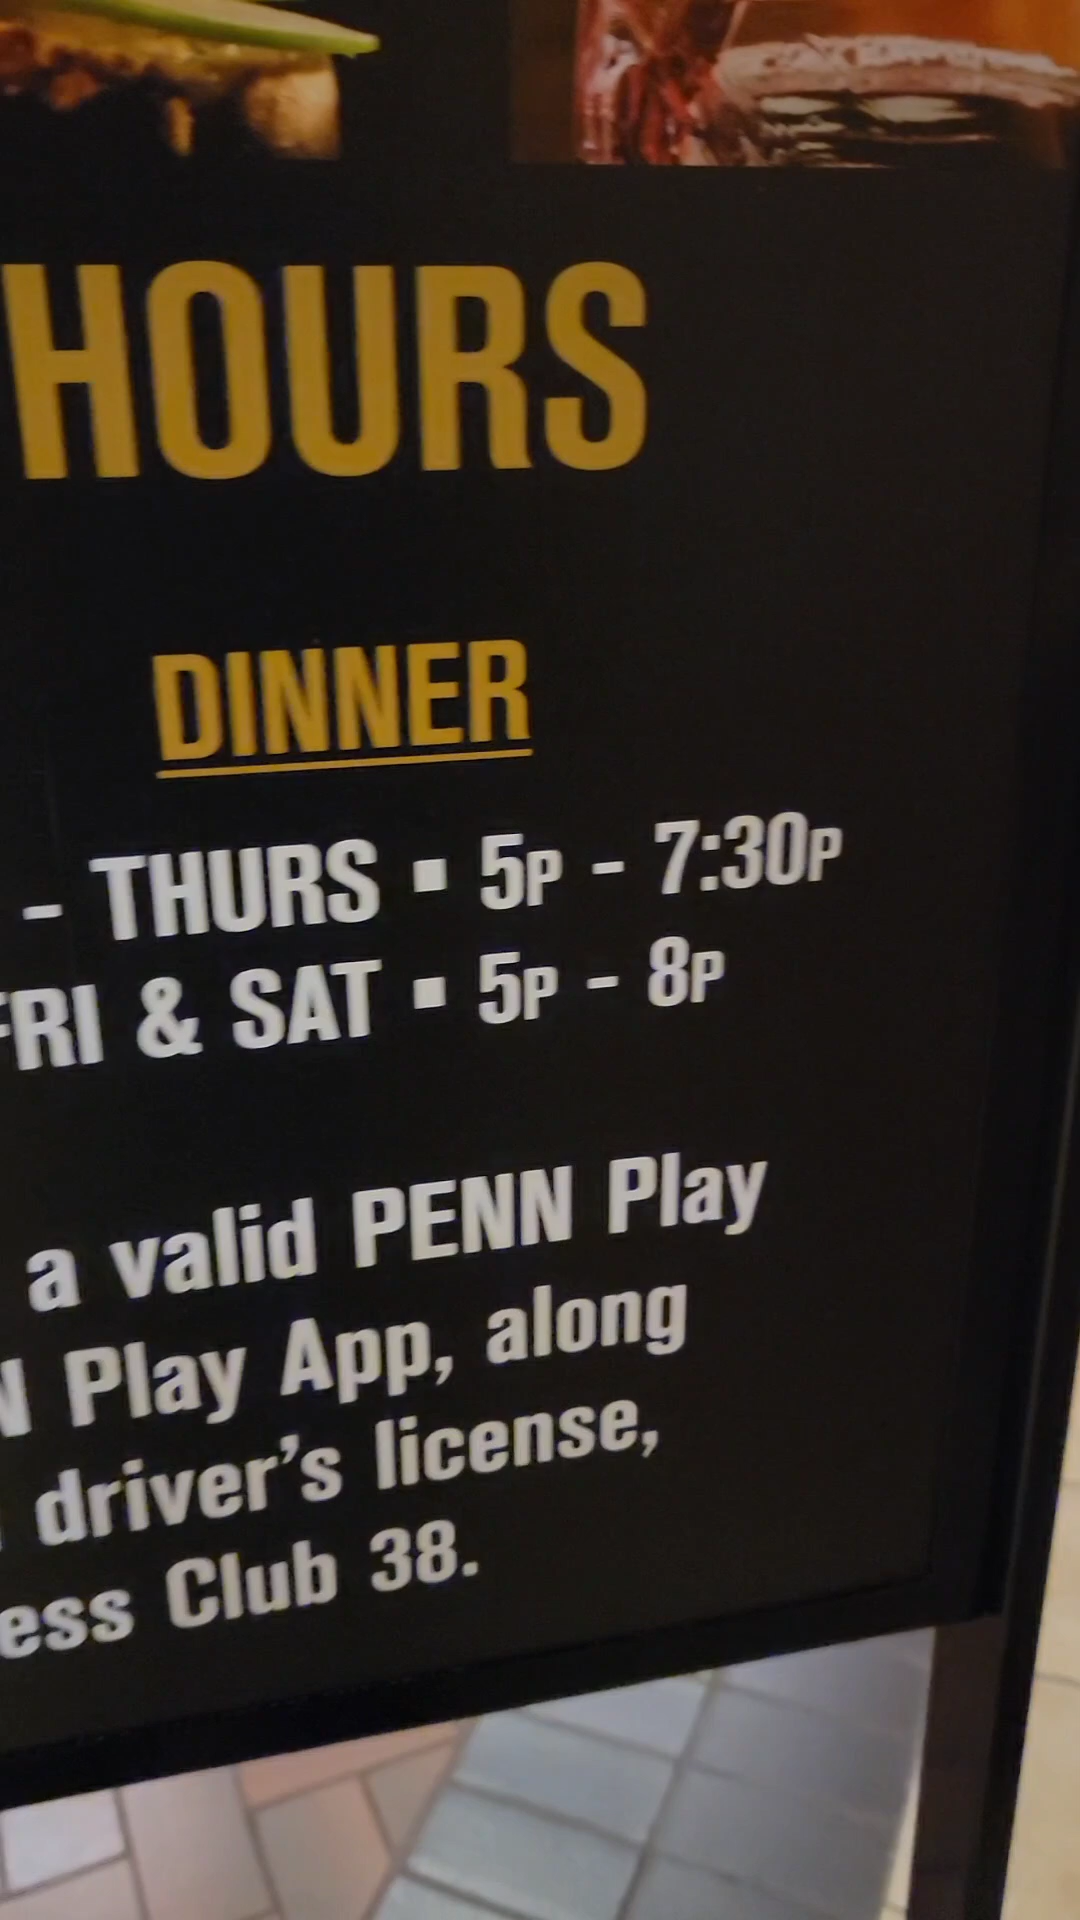 HOURS
DINNER
- THURS ▪ 5P - 7:30P
FRI & SAT ▪ 5P - 8P
a valid PENN Play
Play App, along
driver's license,
Club 38.